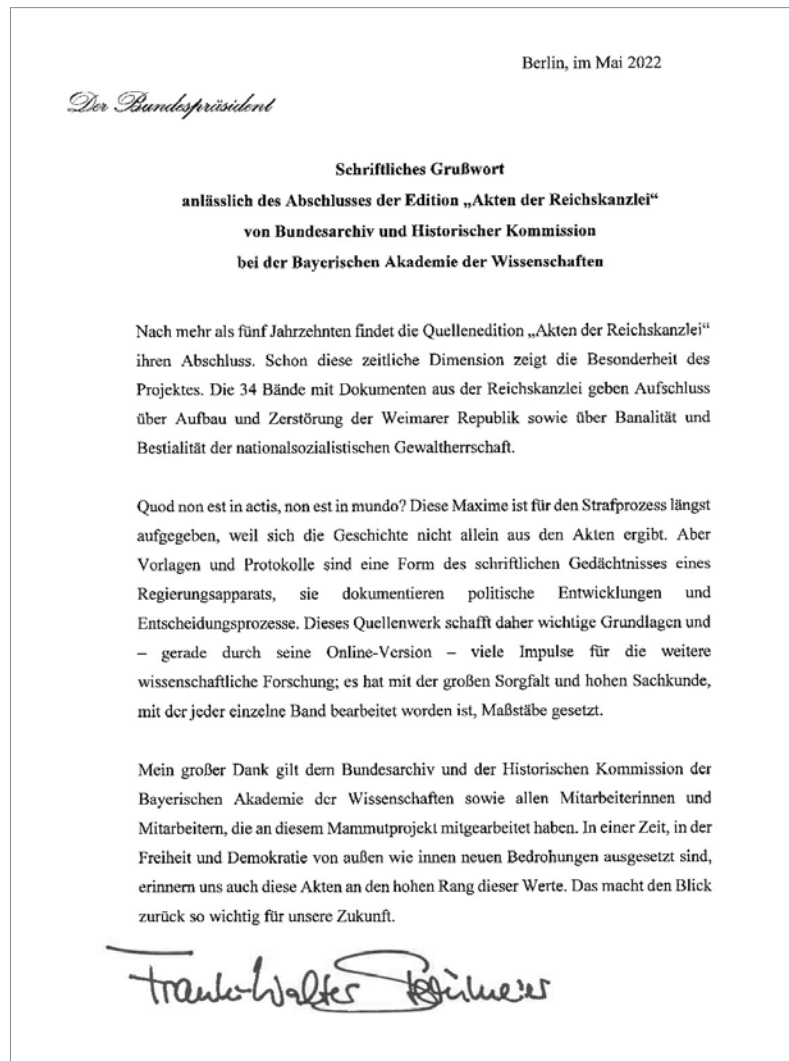 Berlin, im Mai 2022
Der Bundespräsident
Schriftliches Grußwort
anlässlich des Abschlusses der Edition „Akten der Reichskanzlei“
von Bundesarchiv und Historischer Kommission
bei der Bayerischen Akademie der Wissenschaften
Nach mehr als fünf Jahrzehnten findet die Quellenedition „Akten der Reichskanzlei“
ihren Abschluss. Schon diese zeitliche Dimension zeigt die Besonderheit des
Projektes. Die 34 Bände mit Dokumenten aus der Reichskanzlei geben Aufschluss
über Aufbau und Zerstörung der Weimarer Republik sowie über Banalität und
Bestialität der nationalsozialistischen Gewaltherrschaft.
Quod non est in actis, non est in mundo? Diese Maxime ist für den Strafprozess längst
aufgegeben, weil sich die Geschichte nicht allein aus den Akten ergibt. Aber
Vorlagen und Protokolle sind eine Form des schriftlichen Gedächtnisses eines
Regierungsapparats, sie dokumentieren politische Entwicklungen und
Entscheidungsprozesse. Dieses Quellenwerk schafft daher wichtige Grundlagen und
– gerade durch seine Online-Version – viele Impulse für die weitere
wissenschaftliche Forschung; es hat mit der großen Sorgfalt und hohen Sachkunde,
mit der jeder einzelne Band bearbeitet worden ist, Maßstäbe gesetzt.
Mein großer Dank gilt dem Bundesarchiv und der Historischen Kommission der
Bayerischen Akademie der Wissenschaften sowie allen Mitarbeiterinnen und
Mitarbeitern, die an diesem Mammutprojekt mitgearbeitet haben. In einer Zeit, in der
Freiheit und Demokratie von außen wie innen neuen Bedrohungen ausgesetzt sind,
erinnern uns auch diese Akten an den hohen Rang dieser Werte. Das macht den Blick
zurück so wichtig für unsere Zukunft.
Frank-Walter Steinmeier